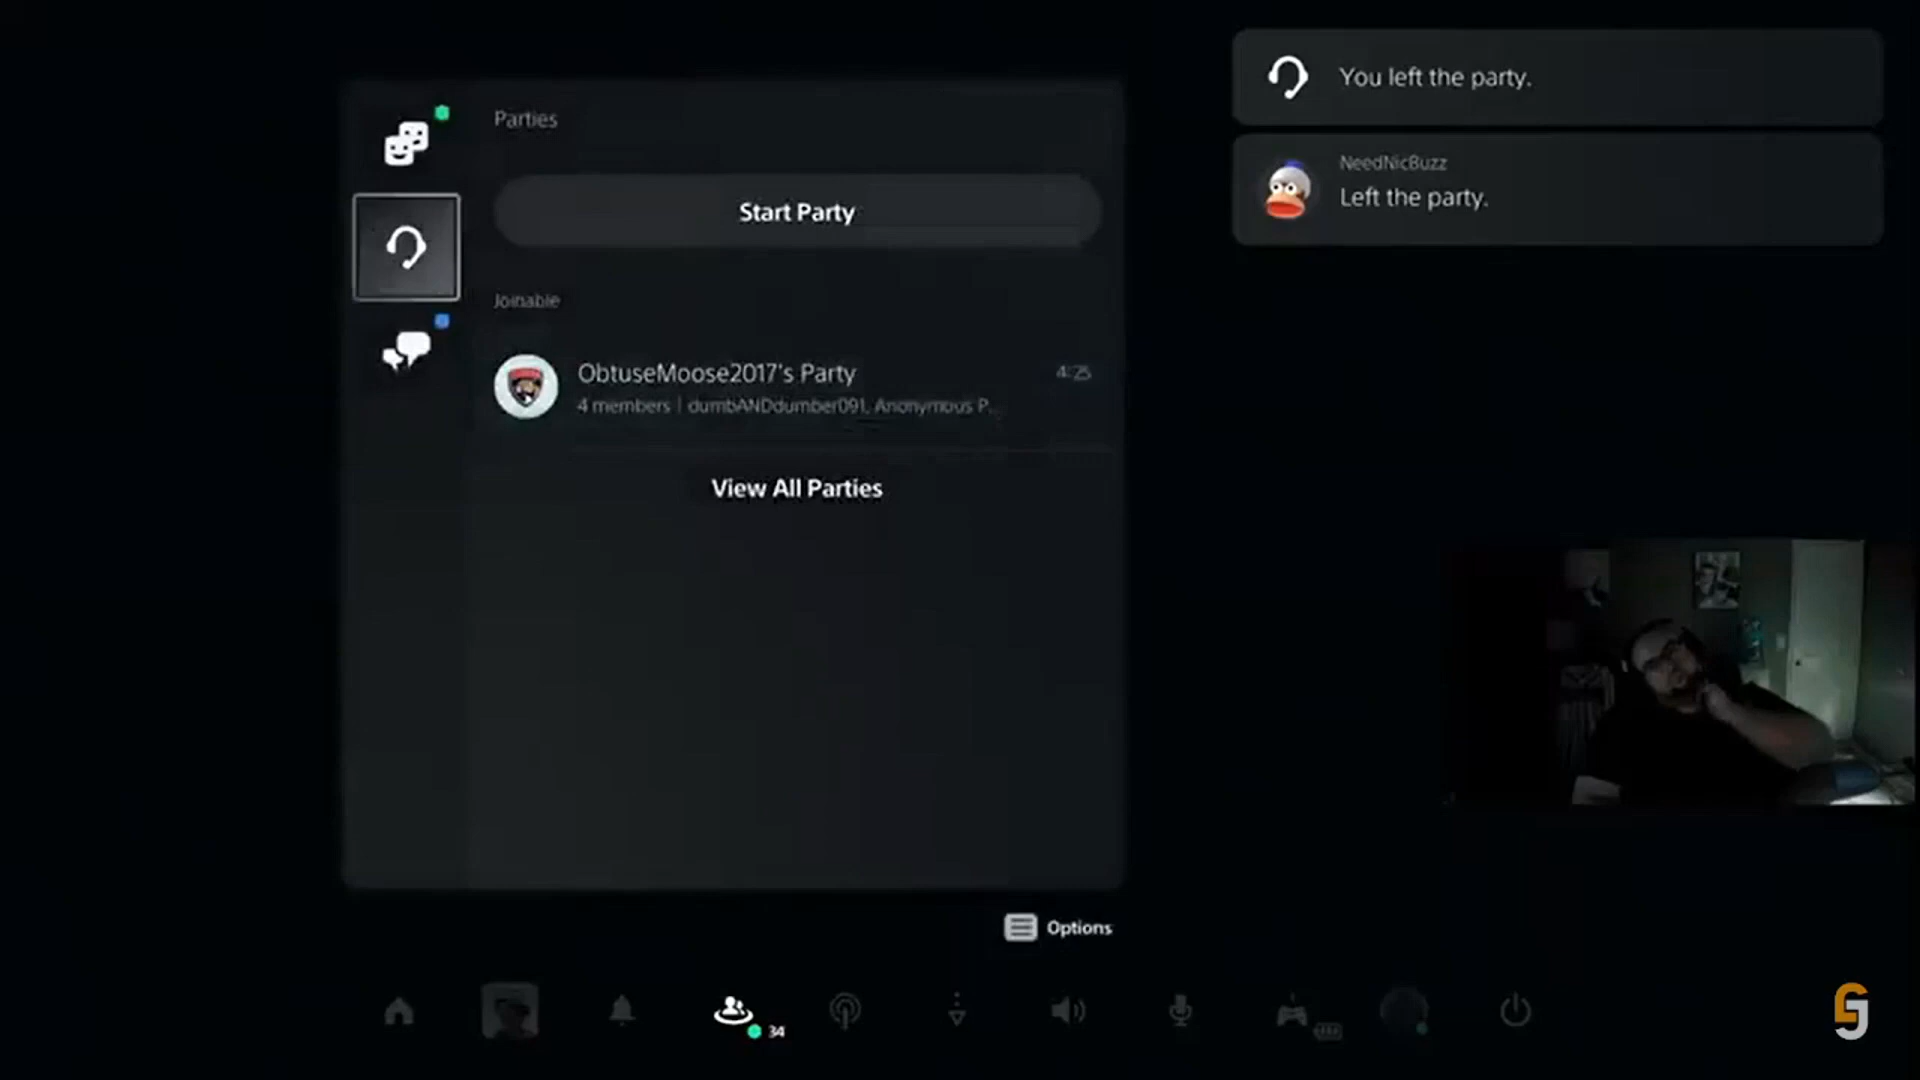 Parties
Start Party
Joinable
ObtuseMoose2017's Party
4:25
4 members | dumbANDdumber091, Anonymous P...
View All Parties
Options
34
You left the party.
NeedNicBuzz
Left the party.